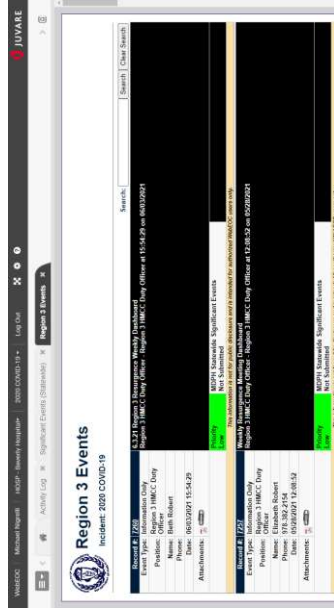 WebEOC Michael Nigrelli HOSP - Beverly Hospital 2020 COVID-19 Log Out JUVARE
Activity Log Significant Events (Statewide) Region 3 Events
Region 3 Events
Incident: 2020 COVID-19
Search: Search Clear Search
Record #: 7260 6.3.21 Region 3 Resurgence Weekly Dashboard
Event Type: Information Only Region 3 HMCC Duty Officer - Region 3 HMCC Duty Officer at 15:54:29 on 06/03/2021
Position: Region 3 HMCC Duty Officer
Name: Beth Robert
Phone:
Date: 06/03/2021 15:54:29
Attachments:
Priority MDPH Statewide Significant Events
Low Not Submitted
This information is not for public disclosure and is intended for authorized WebEOC users only.
Record #: 7251 Weekly Resurgence Meeting Dashboard
Event Type: Information Only Region 3 HMCC Duty Officer - Region 3 HMCC Duty Officer at 12:08:52 on 05/28/2021
Position: Region 3 HMCC Duty Officer
Name: Elizabeth Robert
Phone: 978.382.2154
Date: 05/28/2021 12:08:52
Attachments:
Priority MDPH Statewide Significant Events
Low Not Submitted